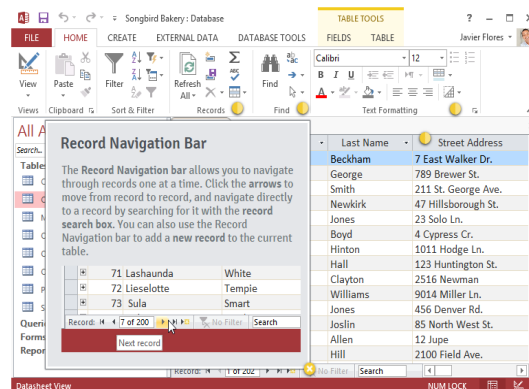 Songbird Bakery : Database
TABLE TOOLS
?
FILE HOME CREATE EXTERNAL DATA DATABASE TOOLS FIELDS TABLE
Javier Flores
View
Paste
Filter
Refresh All
Find
Calibri
12
B I U
Views Clipboard Sort & Filter Records Find Text Formatting
All A
Search...
Tables
Queri
Forms
Repor
Record Navigation Bar
The Record Navigation bar allows you to navigate
through records one at a time. Click the arrows to
move from record to record, and navigate directly
to a record by searching for it with the record
search box. You can also use the Record
Navigation bar to add a new record to the current
table.
71 Lashaunda White
72 Lieselotte Tempie
73 Sula Smart
Record: 7 of 200 No Filter Search
Next record
Last Name Street Address
Beckham 7 East Walker Dr.
George 789 Brewer St.
Smith 211 St. George Ave.
Newkirk 47 Hillsborough St.
Jones 23 Solo Ln.
Boyd 4 Cypress Cr.
Hinton 1011 Hodge Ln.
Hall 123 Huntington St.
Clayton 2516 Newman
Williams 9014 Miller Ln.
Jones 456 Denver Rd.
Joslin 85 North West St.
Allen 12 Jupe
Hill 2100 Field Ave.
Record: 1 of 202 No Filter Search
Datasheet View NUM LOCK